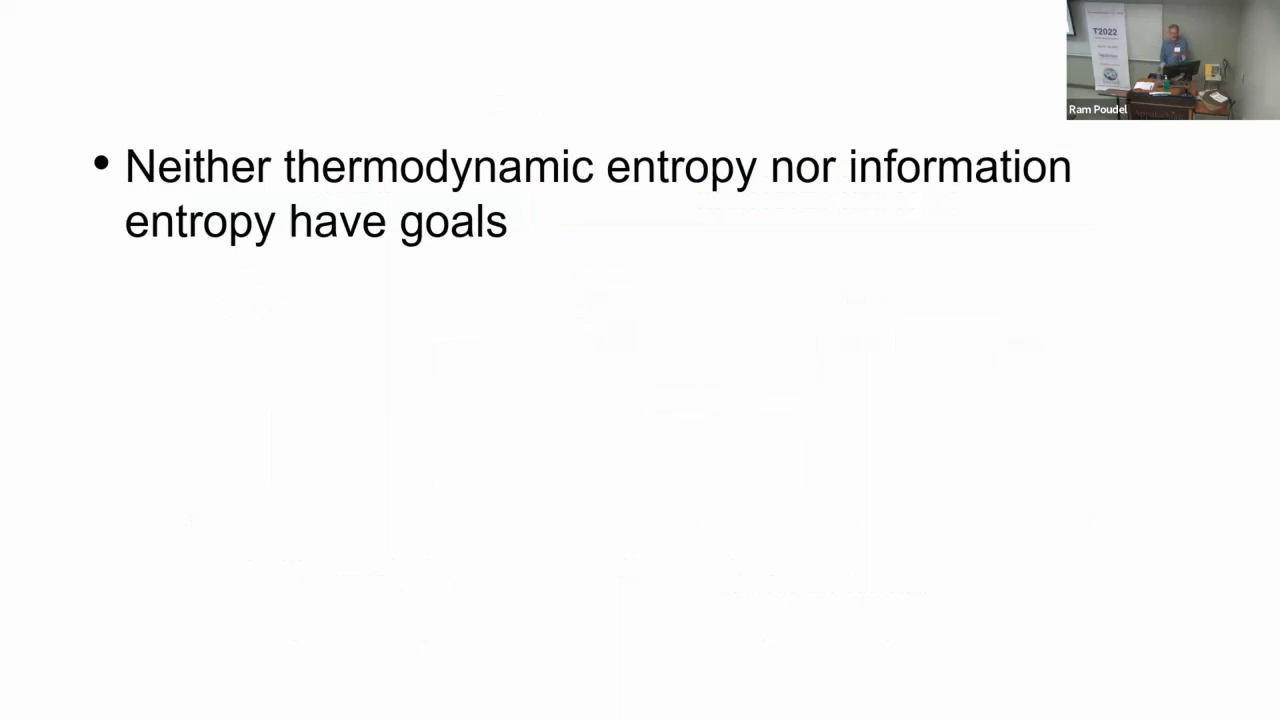 T2022
Ram Poudel
• Neither thermodynamic entropy nor information
entropy have goals